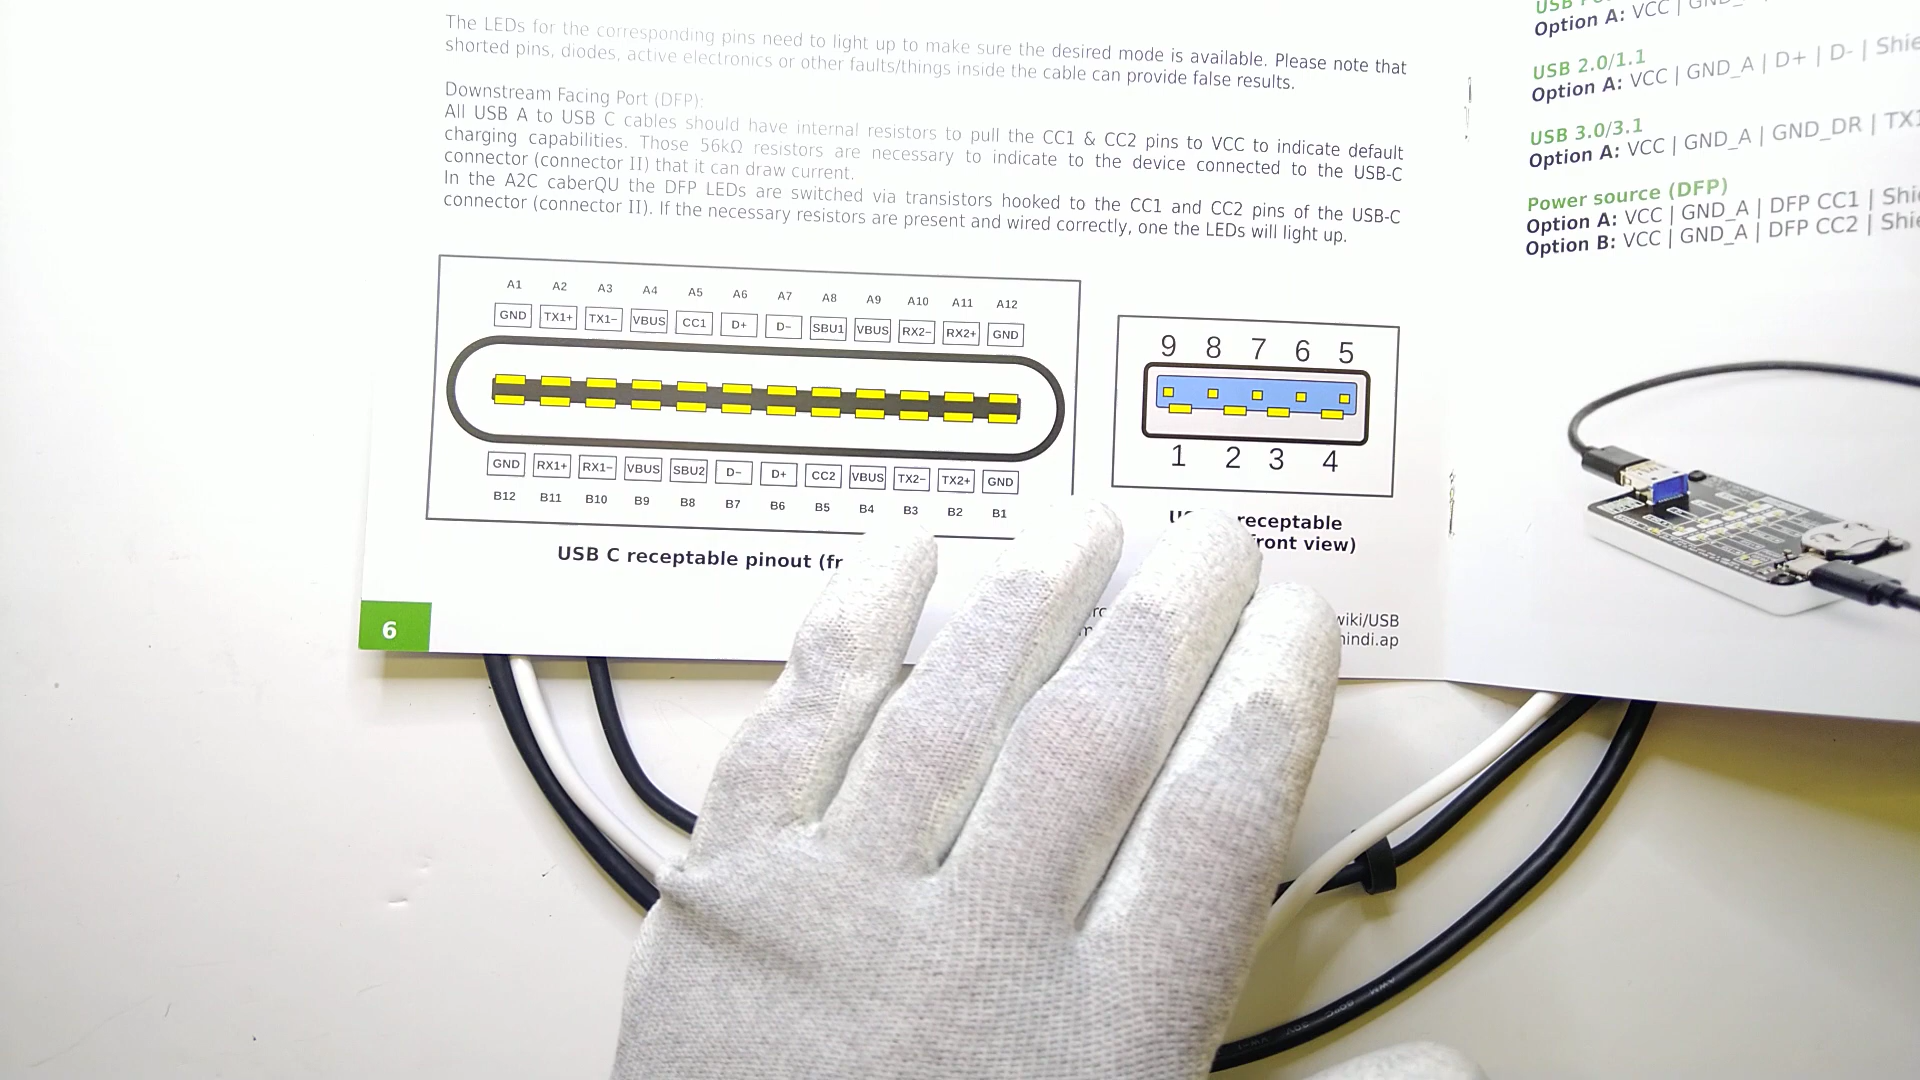 The LEDs for the corresponding pins need to light up to make sure the desired mode is available. Please note that
shorted pins, diodes, active electronics or other faults/things inside the cable can provide false results.
Downstream Facing Port (DFP):
All USB A to USB C cables should have internal resistors to pull the CC1 & CC2 pins to VCC to indicate default
charging capabilities. Those 56kΩ resistors are necessary to indicate to the device connected to the USB-C
connector (connector II) that it can draw current.
In the A2C caberQU the DFP LEDs are switched via transistors hooked to the CC1 and CC2 pins of the USB-C
connector (connector II). If the necessary resistors are present and wired correctly, one the LEDs will light up.
A1 A2 A3 A4 A5 A6 A7 A8 A9 A10 A11 A12
GND TX1+ TX1− VBUS CC1 D+ D− SBU1 VBUS RX2− RX2+ GND
GND RX1+ RX1− VBUS SBU2 D− D+ CC2 VBUS TX2− TX2+ GND
B12 B11 B10 B9 B8 B7 B6 B5 B4 B3 B2 B1
USB C receptable pinout
9 8 7 6 5
1 2 3 4
receptable
front view)
wiki/USB
hindi.ap
6
USB
Option A: VCC |
USB 2.0/1.1
Option A: VCC | GND_A | D+ | D- |
USB 3.0/3.1
Option A: VCC | GND_A | GND_DR |
Power source (DFP)
Option A: VCC | GND_A | DFP CC1 |
Option B: VCC | GND_A | DFP CC2 |